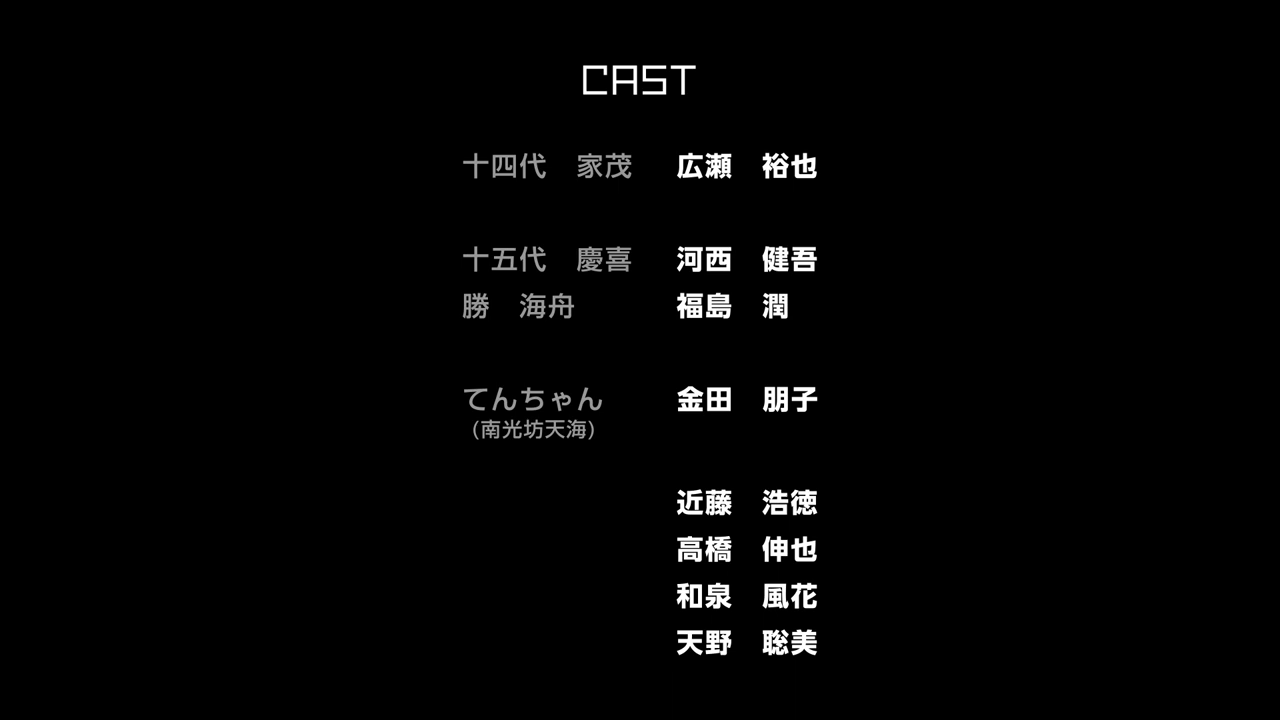 CAST
十四代　家茂　広瀬　裕也
十五代　慶喜　河西　健吾
勝　海舟　福島　潤
てんちゃん　金田　朋子
(南光坊天海)
近藤　浩徳
高橋　伸也
和泉　風花
天野　聡美